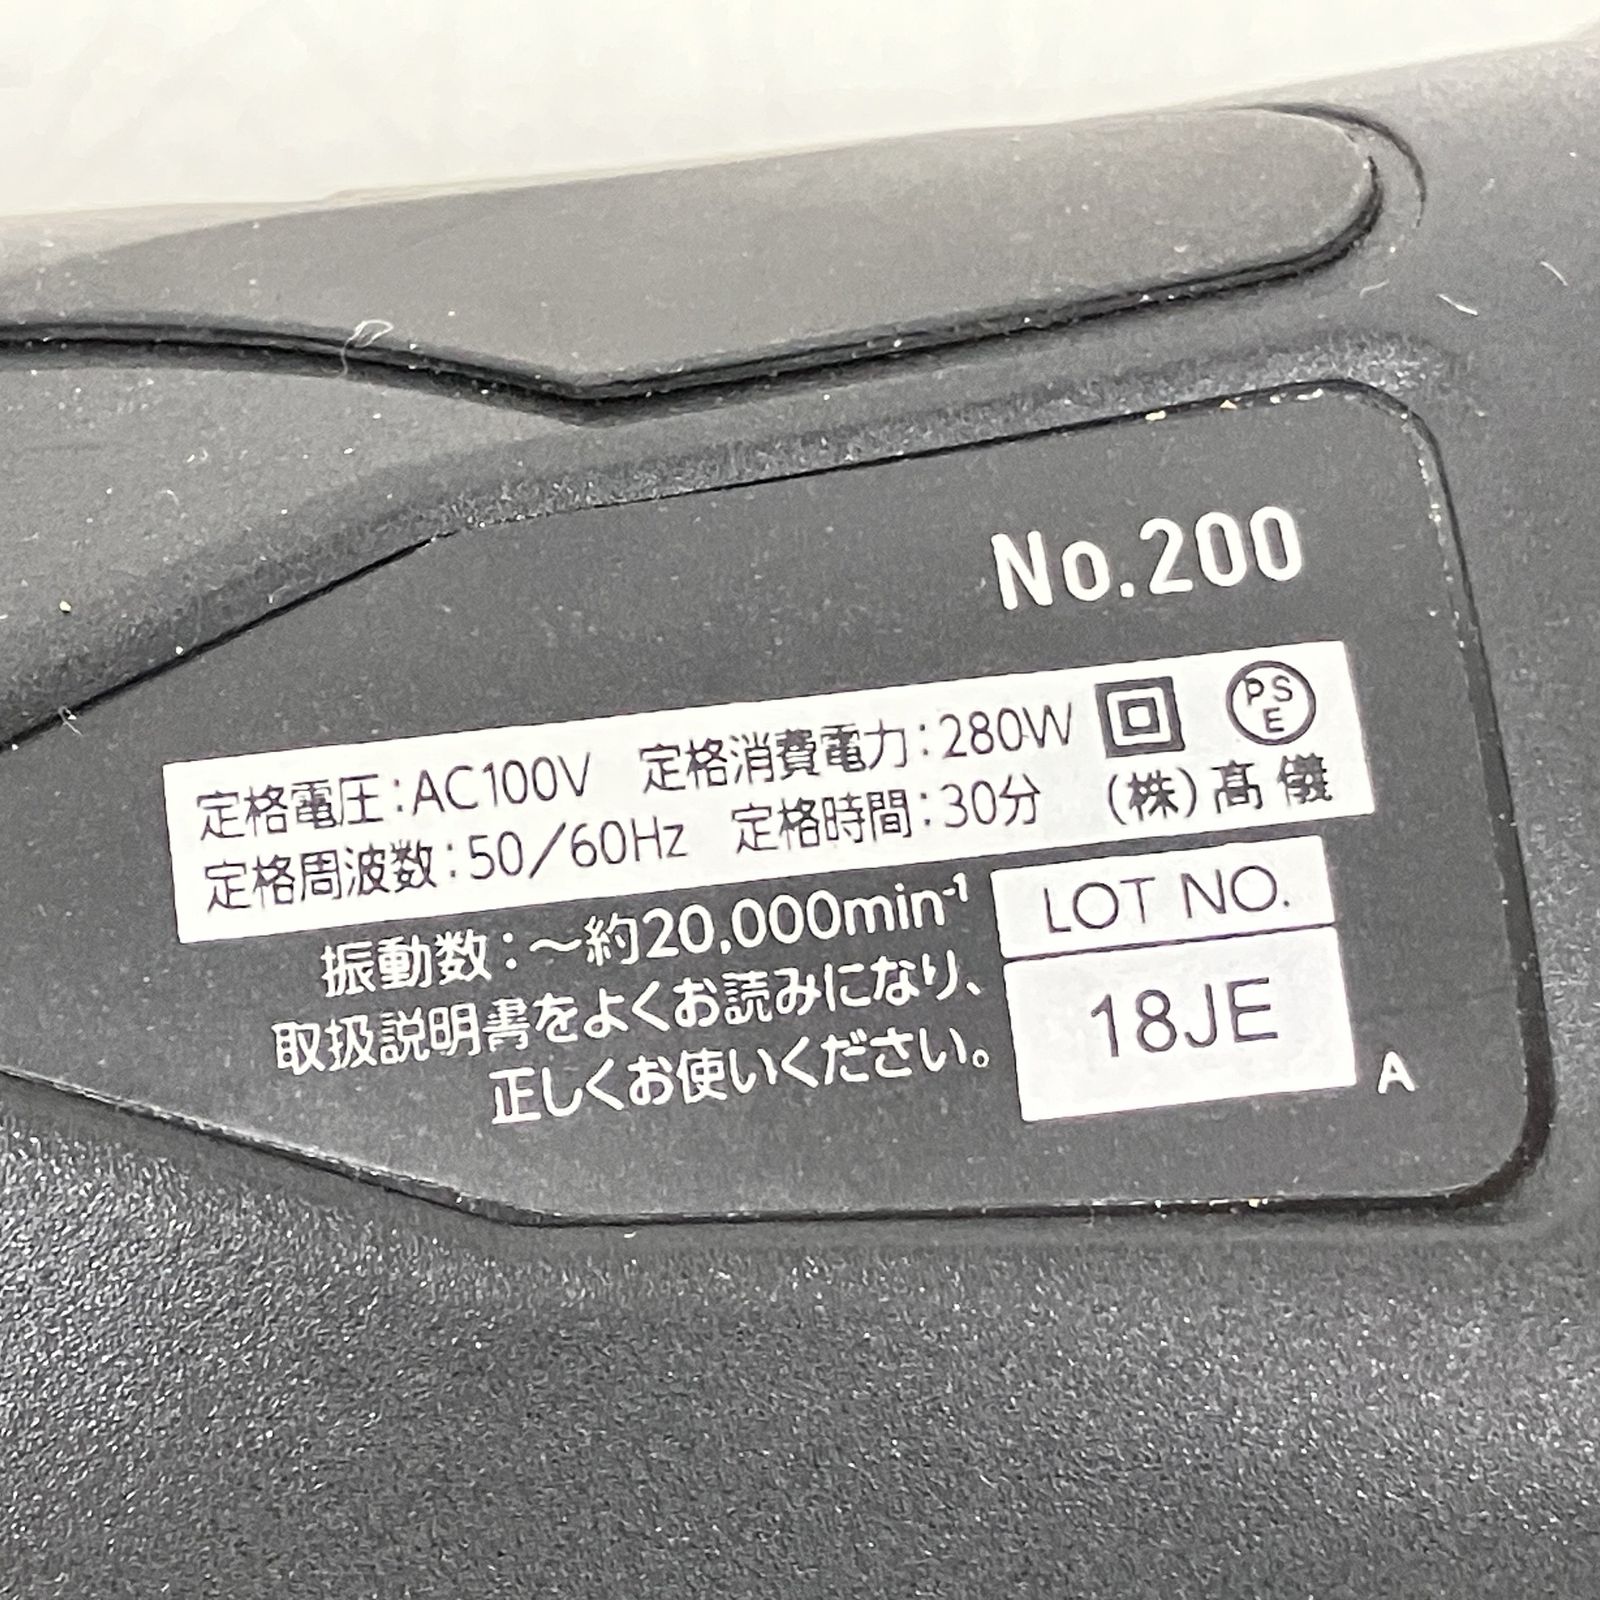 No.200
定格電圧:AC100V 定格消費電力:280W PSE
定格周波数:50/60Hz 定格時間:30分 (株)髙儀
振動数:～約20,000min-1
取扱説明書をよくお読みになり、
正しくお使いください。
LOT NO.
18JE
A